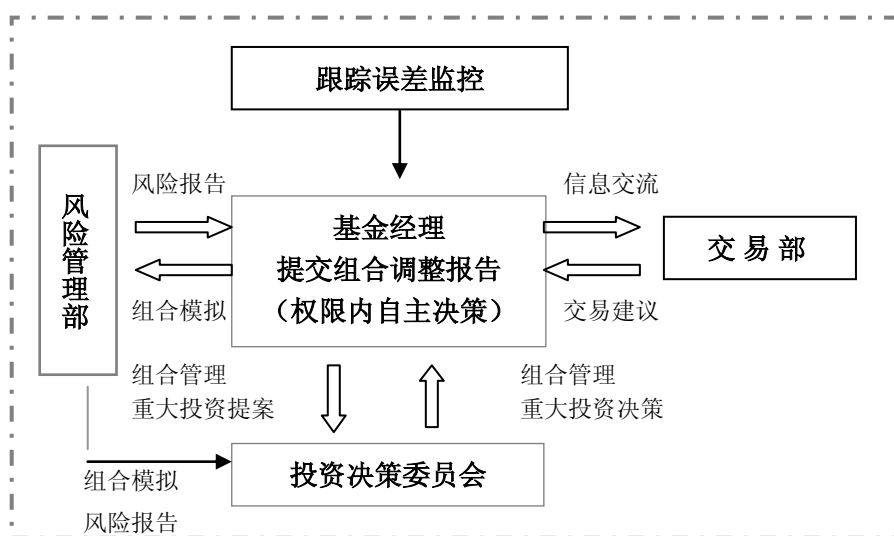 跟踪误差监控
风险管理部
风险报告
组合模拟
基金经理
提交组合调整报告
（权限内自主决策）
信息交流
交易建议
交易部
组合管理
重大投资提案
组合管理
重大投资决策
投资决策委员会
组合模拟
风险报告